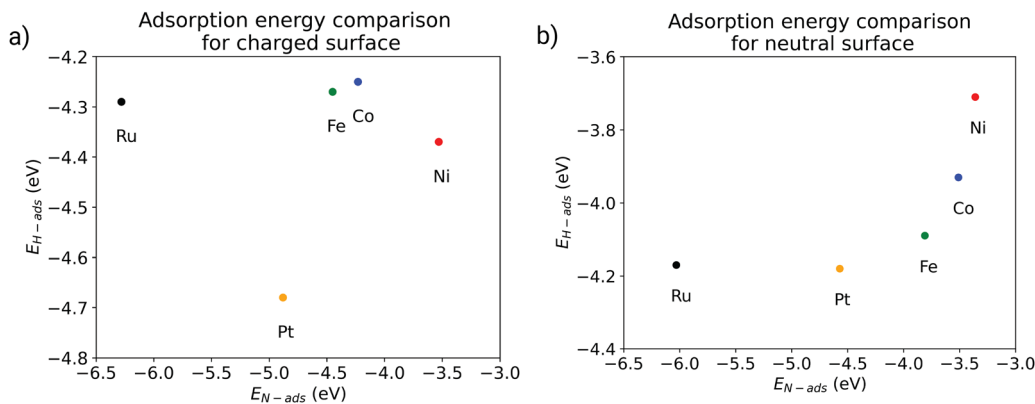 a)
Adsorption energy comparison
for charged surface
−4.2
−4.3
−4.4
−4.5
−4.6
−4.7
−4.8
E_{H−ads} (eV)
Ru
Fe
Co
Ni
Pt
−6.5 −6.0 −5.5 −5.0 −4.5 −4.0 −3.5 −3.0
E_{N−ads} (eV)
b)
Adsorption energy comparison
for neutral surface
−3.6
−3.8
−4.0
−4.2
−4.4
E_{H−ads} (eV)
Ni
Co
Fe
Ru
Pt
−6.5 −6.0 −5.5 −5.0 −4.5 −4.0 −3.5 −3.0
E_{N−ads} (eV)